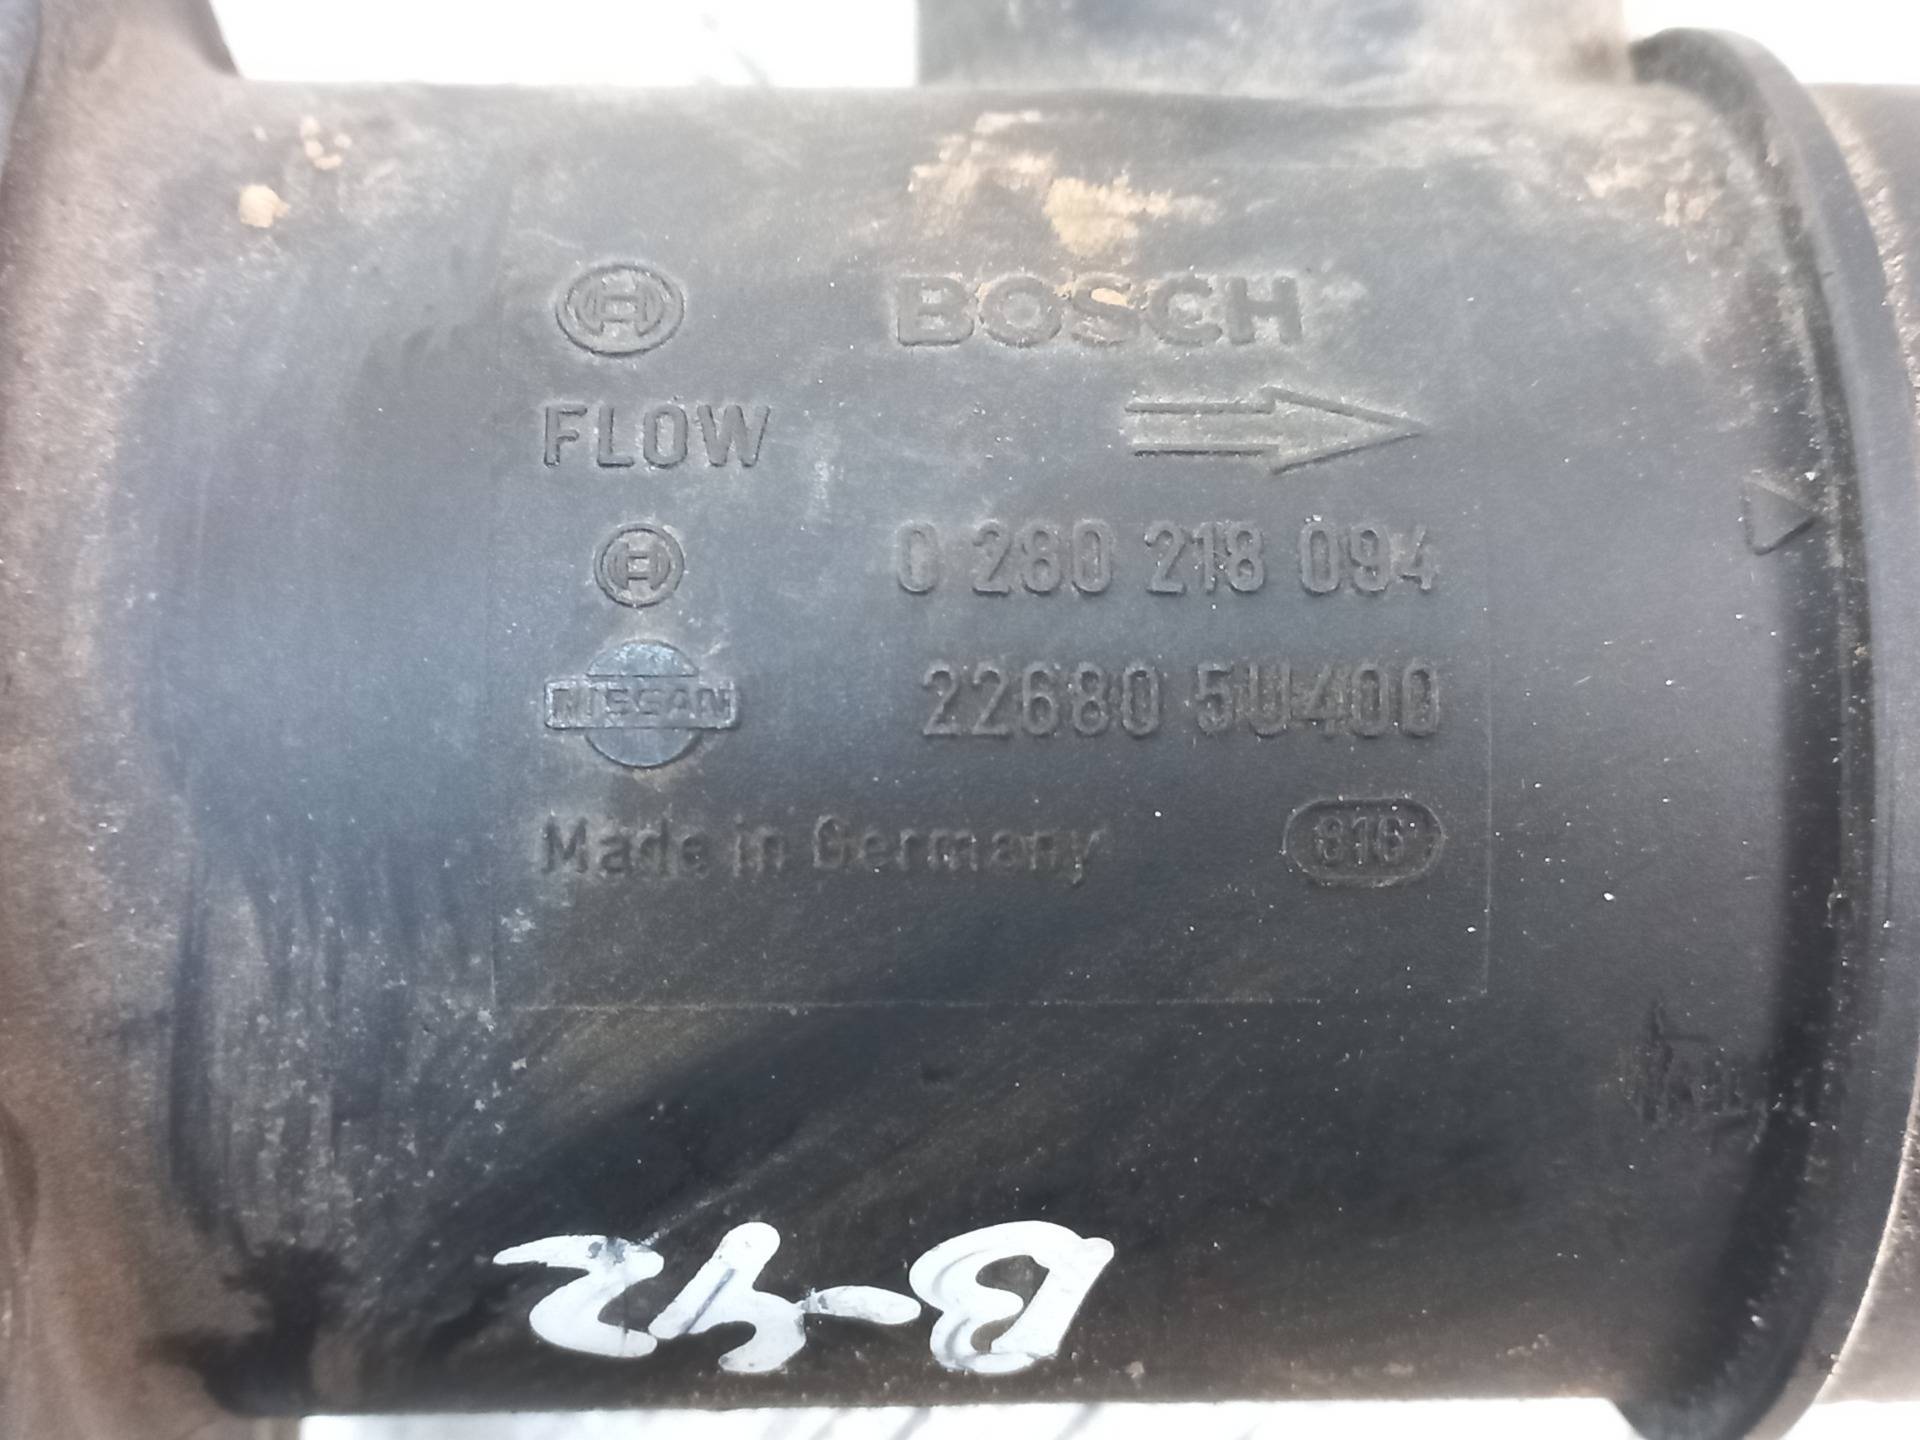 BOSCH
FLOW
0 280 218 094
NISSAN 22680 5U400
Made in Germany 816
B-42